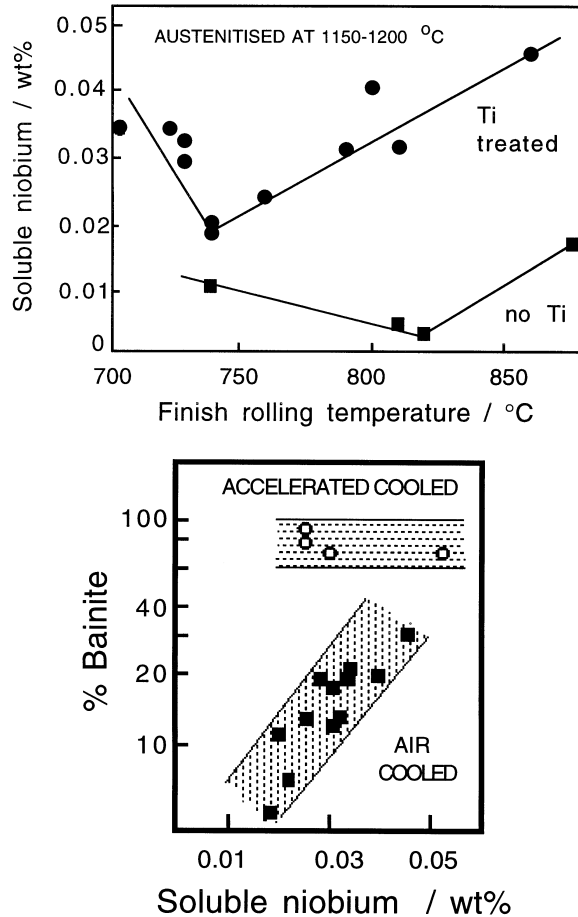 0.05
AUSTENITISED AT 1150-1200 °C
0.04
Ti
treated
0.03
0.02
0.01
no Ti
0
700 750 800 850
Finish rolling temperature / °C
Soluble niobium / wt%
ACCELERATED COOLED
100
40
20
10
AIR
COOLED
% Bainite
0.01 0.03 0.05
Soluble niobium / wt%